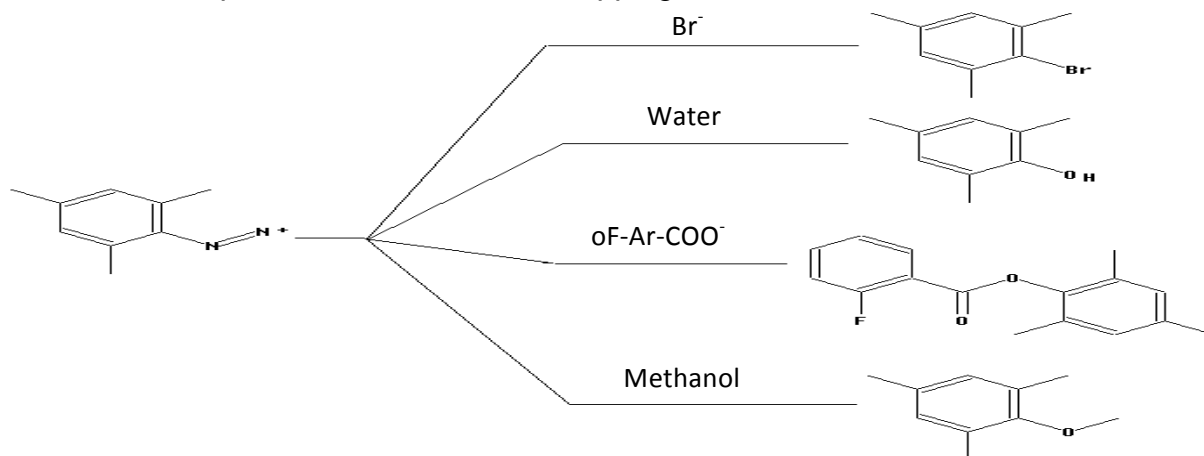 Br⁻
Br
Water
O H
N N +
oF-Ar-COO⁻
O
F O
Methanol
O